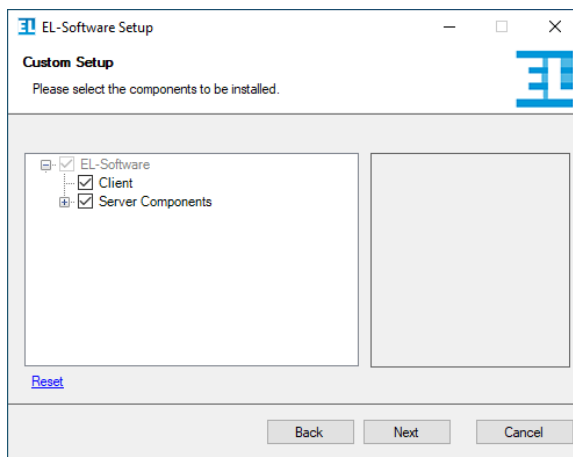 EL-Software Setup
Custom Setup
Please select the components to be installed.
EL-Software
Client
Server Components
Reset
Back Next Cancel